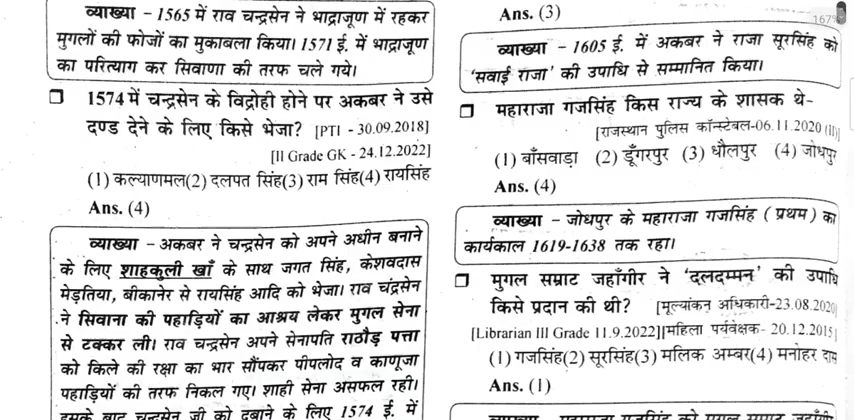 व्याख्या - 1565 में राव चन्द्रसेन ने भाद्राजूण में रहकर
मुगलों की फोजों का मुकाबला किया। 1571 ई. में भाद्राजूण
का परित्याग कर सिवाणा की तरफ चले गये।
1574 में चन्द्रसेन के विद्रोही होने पर अकबर ने उसे
दण्ड देने के लिए किसे भेजा? [PTI - 30.09.2018]
[II Grade GK - 24.12.2022]
(1) कल्याणमल(2) दलपत सिंह(3) राम सिंह(4) रायसिंह
Ans. (4)
व्याख्या - अकबर ने चन्द्रसेन को अपने अधीन बनाने
के लिए शाहकुली खाँ के साथ जगत सिंह, केशवदास
मेड़तिया, बीकानेर से रायसिंह आदि को भेजा। राव चंद्रसेन
ने सिवाना की पहाड़ियों का आश्रय लेकर मुगल सेना
से टक्कर ली। राव चन्द्रसेन अपने सेनापति राठौड़ पत्ता
को किले की रक्षा का भार सौंपकर पीपलोद व काणूजा
पहाड़ियों की तरफ निकल गए। शाही सेना असफल रही।
इसके बाद चन्द्रसेन जी को दबाने के लिए 1574 ई. में
Ans. (3)
167%
व्याख्या - 1605 ई. में अकबर ने राजा सूरसिंह को
'सवाई राजा' की उपाधि से सम्मानित किया।
महाराजा गजसिंह किस राज्य के शासक थे-
[राजस्थान पुलिस कॉन्स्टेबल-06.11.2020 (II)]
(1) बाँसवाड़ा (2) डूँगरपुर (3) धौलपुर (4) जोधपुर
Ans. (4)
व्याख्या - जोधपुर के महाराजा गजसिंह ( प्रथम ) का
कार्यकाल 1619-1638 तक रहा।
मुगल सम्राट जहाँगीर ने 'दलदम्मन' की उपाधि
किसे प्रदान की थी? [मूल्यांकन अधिकारी-23.08.2020]
[Librarian III Grade 11.9.2022][महिला पर्यवेक्षक- 20.12.2015]
(1) गजसिंह(2) सूरसिंह(3) मलिक अम्बर(4) मनोहर दास
Ans. (1)